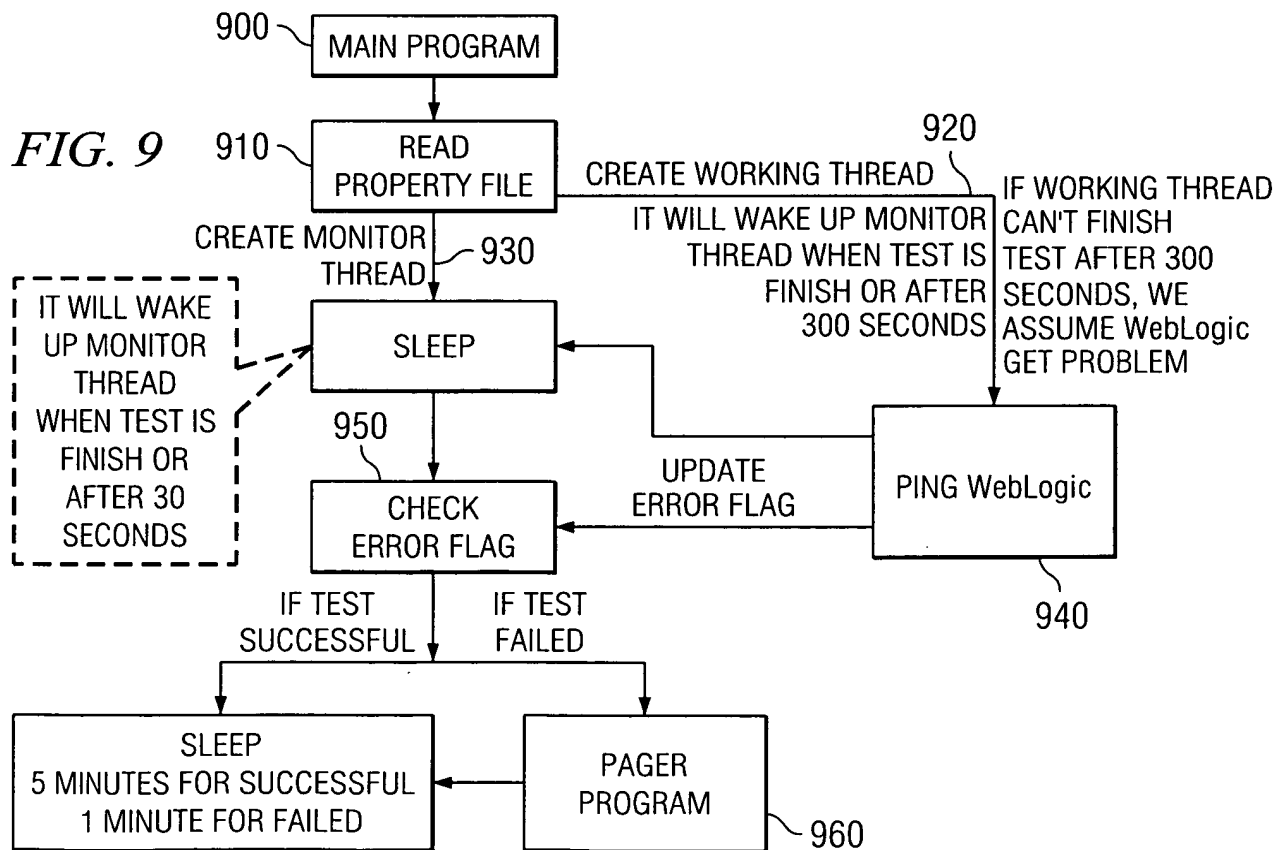 900
MAIN PROGRAM
FIG. 9
910
READ
PROPERTY FILE
920
CREATE WORKING THREAD
IT WILL WAKE UP MONITOR
THREAD WHEN TEST IS
FINISH OR AFTER
300 SECONDS
IF WORKING THREAD
CAN'T FINISH
TEST AFTER 300
SECONDS, WE
ASSUME WebLogic
GET PROBLEM
CREATE MONITOR
THREAD
930
IT WILL WAKE
UP MONITOR
THREAD
WHEN TEST IS
FINISH OR
AFTER 30
SECONDS
SLEEP
950
CHECK
ERROR FLAG
UPDATE
ERROR FLAG
PING WebLogic
940
IF TEST
SUCCESSFUL
IF TEST
FAILED
SLEEP
5 MINUTES FOR SUCCESSFUL
1 MINUTE FOR FAILED
PAGER
PROGRAM
960